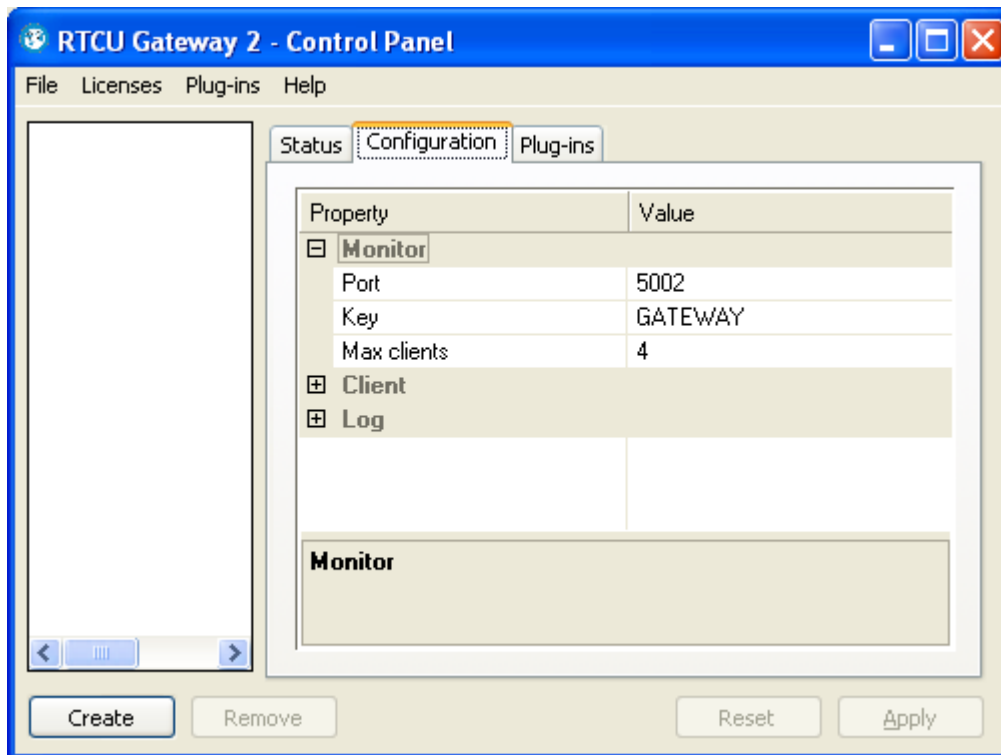 RTCU Gateway 2 - Control Panel
File Licenses Plug-ins Help
Status Configuration Plug-ins
Property Value
Monitor
Port 5002
Key GATEWAY
Max clients 4
Client
Log
Monitor
Create Remove Reset Apply